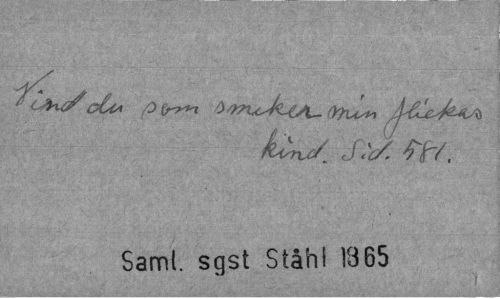 Vind du som smeker min flickas
kind. Sid. 581.
Saml. sgst Ståhl 1865